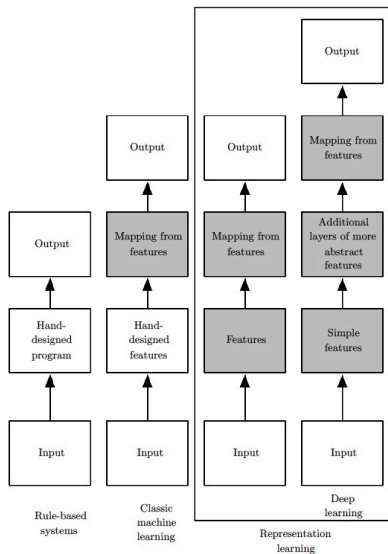 Output
Output
Mapping from
features
Output
Output
Mapping from
features
Mapping from
features
Additional
layers of more
abstract
features
Hand-
designed
program
Hand-
designed
features
Features
Simple
features
Input
Input
Input
Input
Rule-based
systems
Classic
machine
learning
Deep
learning
Representation
learning